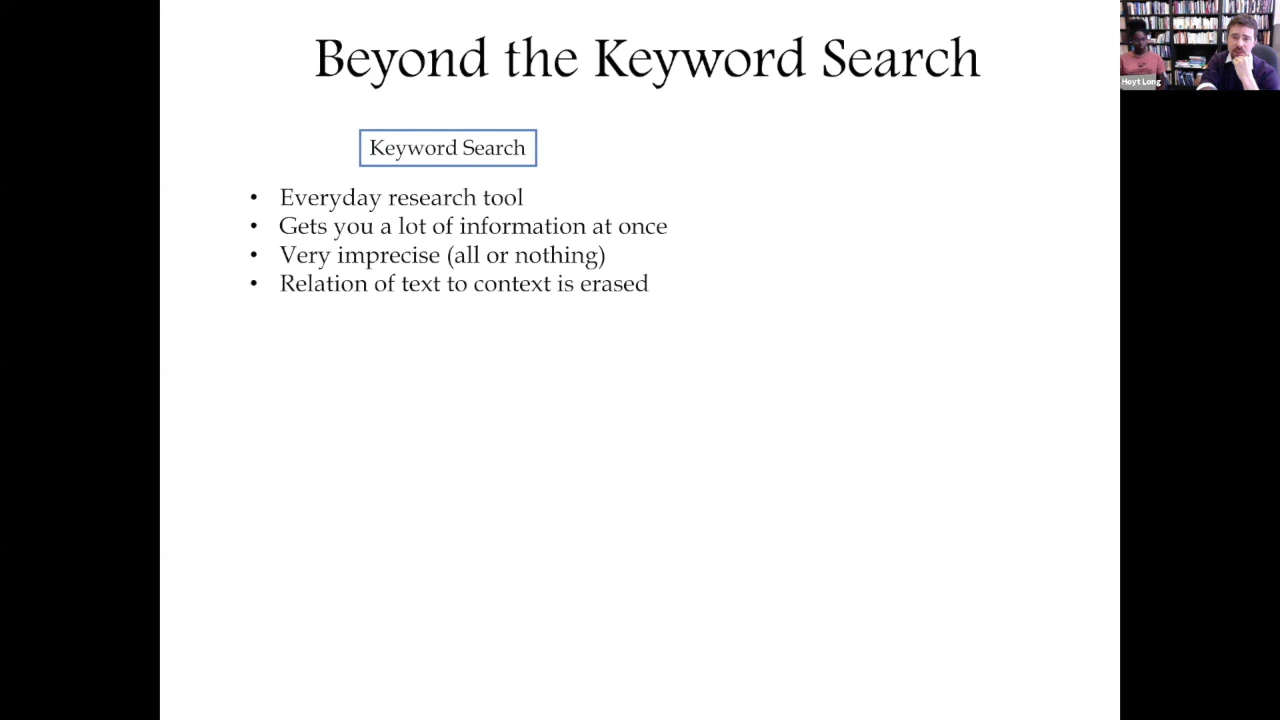 Beyond the Keyword Search
Hoyt Long
Keyword Search
• Everyday research tool
• Gets you a lot of information at once
• Very imprecise (all or nothing)
• Relation of text to context is erased